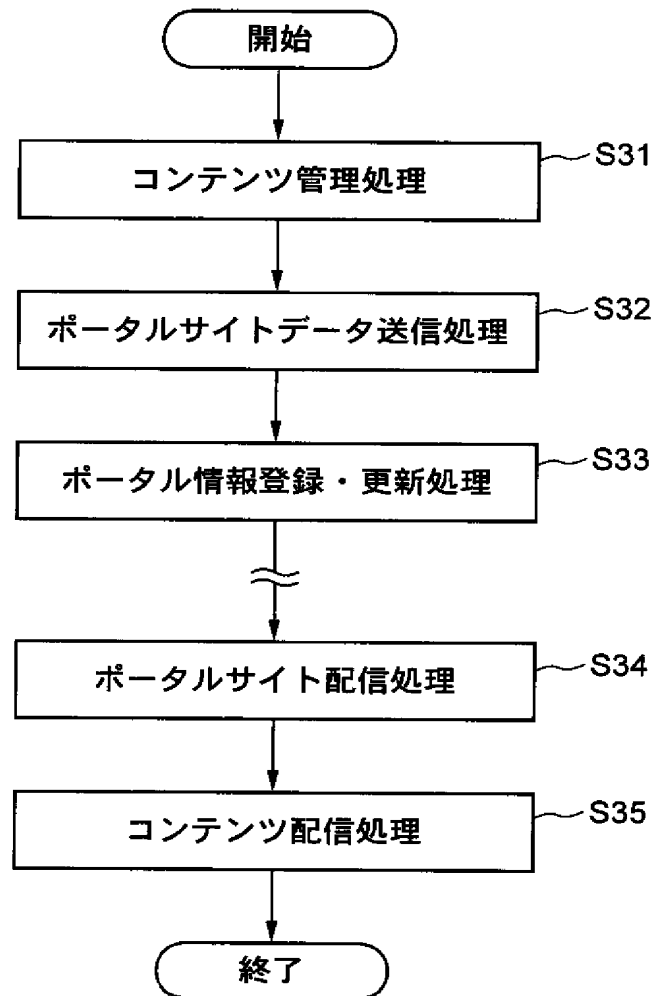 開始
コンテンツ管理処理
S31
ポータルサイトデータ送信処理
S32
ポータル情報登録・更新処理
S33
ポータルサイト配信処理
S34
コンテンツ配信処理
S35
終了